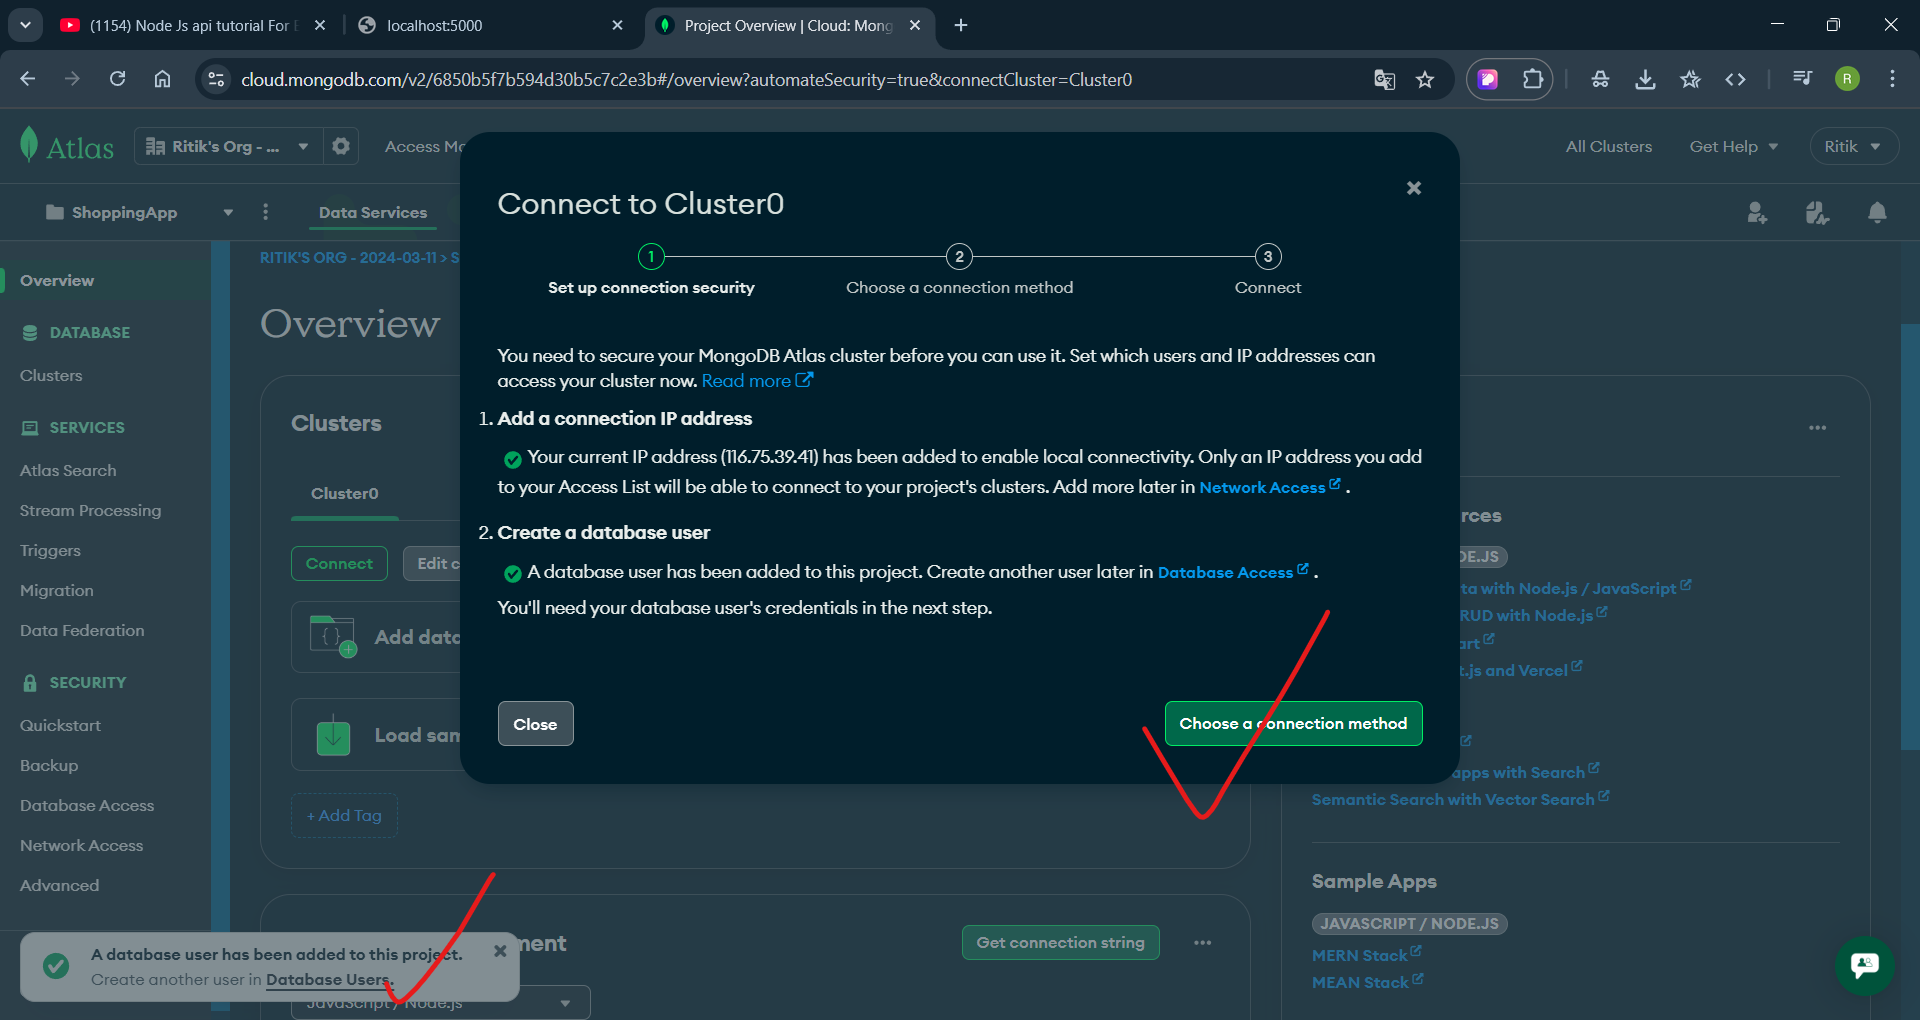 (1154) Node Js api tutorial For
localhost:5000
Project Overview | Cloud: Mong
cloud.mongodb.com/v2/6850b5f7b594d30b5c7c2e3b#/overview?automateSecurity=true&connectCluster=Cluster0
R
Atlas
Ritik's Org - ...
Access
All Clusters
Get Help
Ritik
ShoppingApp
Data Services
RITIK'S ORG - 2024-03-11 > S
Overview
DATABASE
Clusters
SERVICES
Atlas Search
Stream Processing
Triggers
Migration
Data Federation
SECURITY
Quickstart
Backup
Database Access
Network Access
Advanced
Overview
Clusters
Cluster0
Connect
Edit c
Add data
Load sam
+ Add Tag
Connect to Cluster0
1
2
3
Set up connection security
Choose a connection method
Connect
You need to secure your MongoDB Atlas cluster before you can use it. Set which users and IP addresses can
access your cluster now. Read more
1. Add a connection IP address
Your current IP address (116.75.39.41) has been added to enable local connectivity. Only an IP address you add
to your Access List will be able to connect to your project's clusters. Add more later in Network Access .
2. Create a database user
A database user has been added to this project. Create another user later in Database Access .
You'll need your database user's credentials in the next step.
Close
Choose a connection method
rces
DE.JS
ta with Node.js / JavaScript
RUD with Node.js
art
t.js and Vercel
apps with Search
Semantic Search with Vector Search
Sample Apps
JAVASCRIPT / NODE.JS
MERN Stack
MEAN Stack
ment
Get connection string
JavaScript / Node.js
A database user has been added to this project.
Create another user in Database Users.